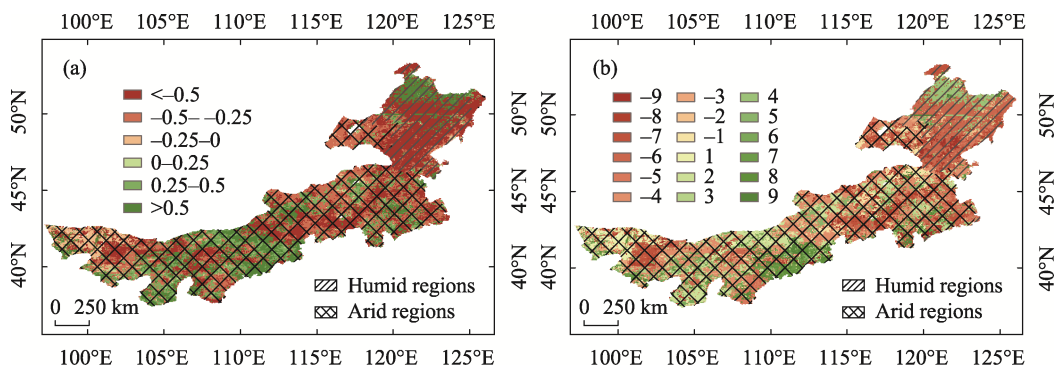 100°E 105°E 110°E 115°E 120°E 125°E 100°E 105°E 110°E 115°E 120°E 125°E
(a) (b)
<–0.5
–0.5– –0.25
–0.25–0
0–0.25
0.25–0.5
>0.5
–9 –3 4
–8 –2 5
–7 –1 6
–6 1 7
–5 2 8
–4 3 9
50°N 50°N 50°N 50°N
45°N 45°N 45°N 45°N
40°N 40°N 40°N 40°N
Humid regions
Arid regions
0 250 km
Humid regions
Arid regions
0 250 km
100°E 105°E 110°E 115°E 120°E 125°E 100°E 105°E 110°E 115°E 120°E 125°E